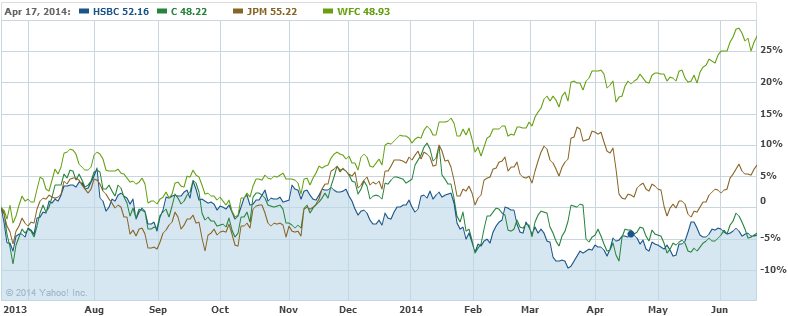 Apr 17, 2014: HSBC 52.16 C 48.22 JPM 55.22 WFC 48.93
25%
20%
15%
10%
5%
0
-5%
-10%
© 2014 Yahoo! Inc.
2013 Aug Sep Oct Nov Dec 2014 Feb Mar Apr May Jun